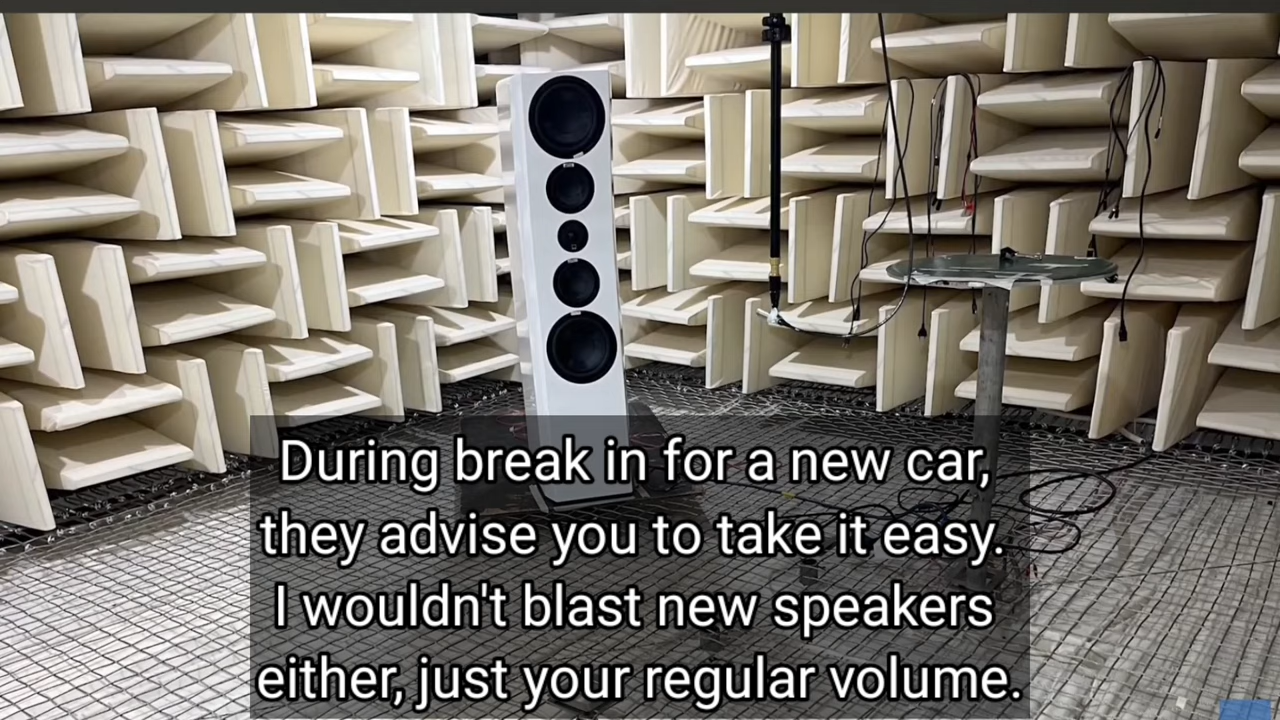 During break in for a new car,
they advise you to take it easy.
I wouldn't blast new speakers
either, just your regular volume.